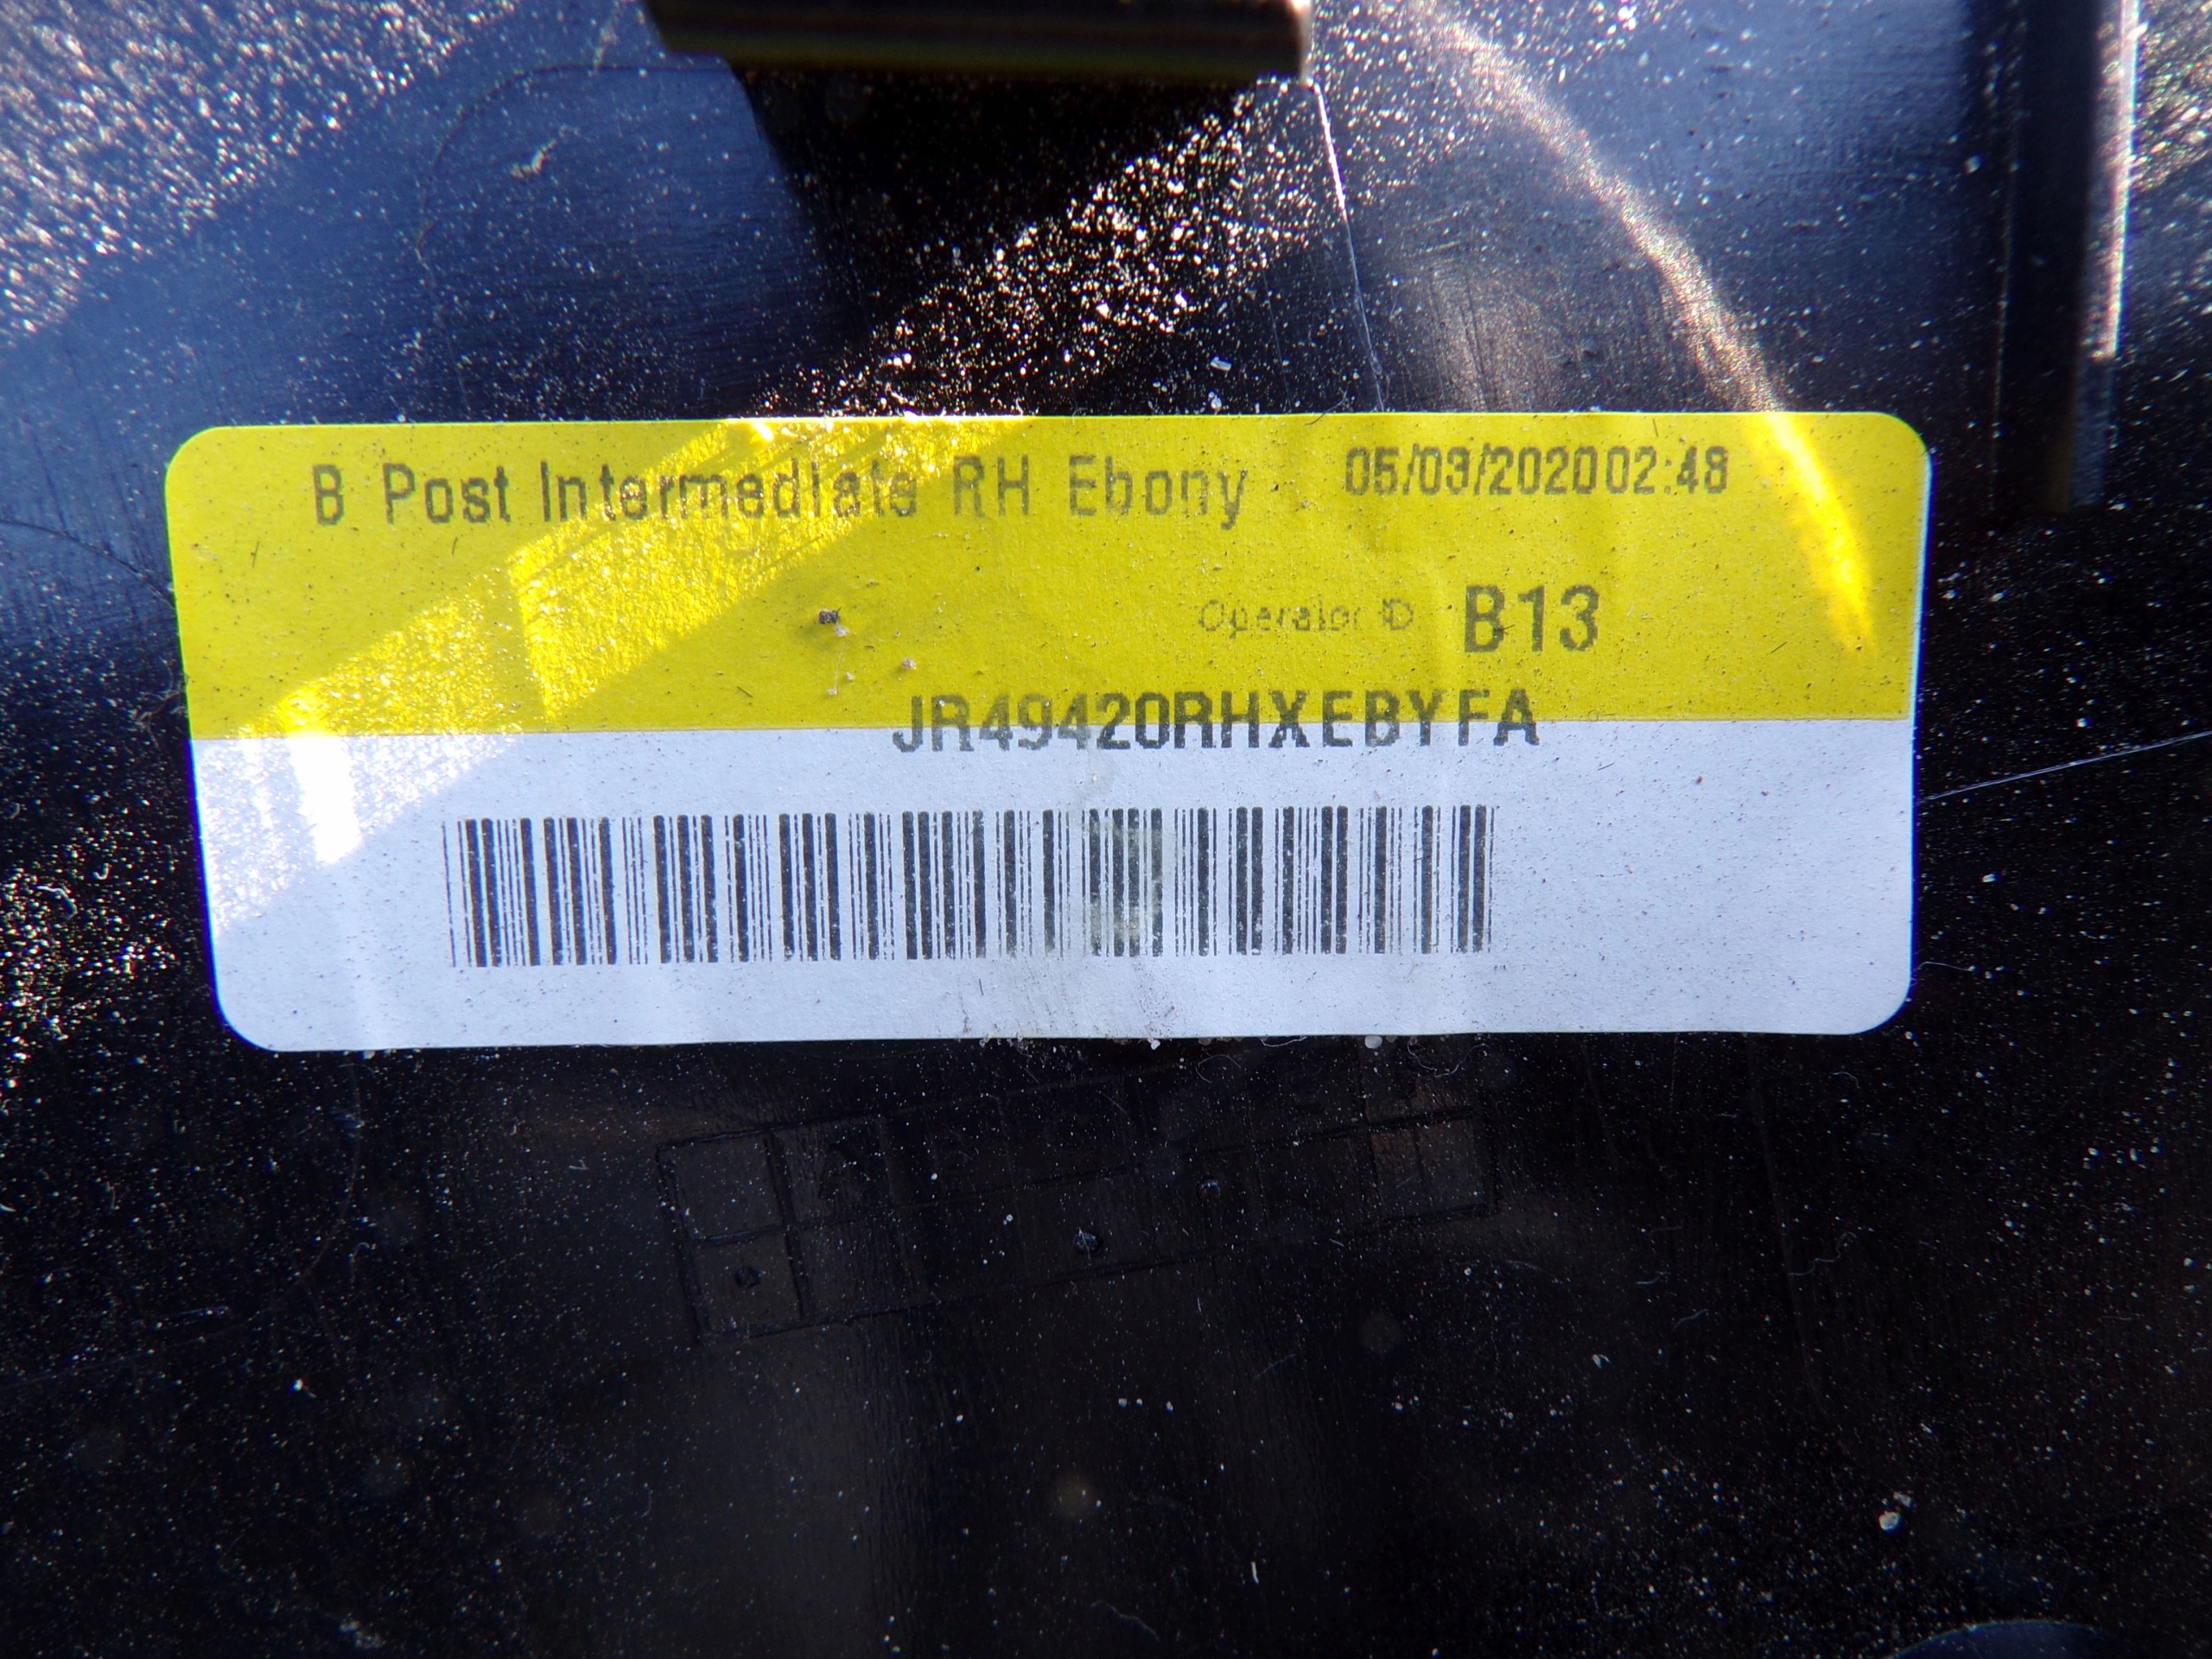 B Post Intermediate RH Ebony 05/03/202002:48
Operator ID B13
JR49420RHXEBYFA